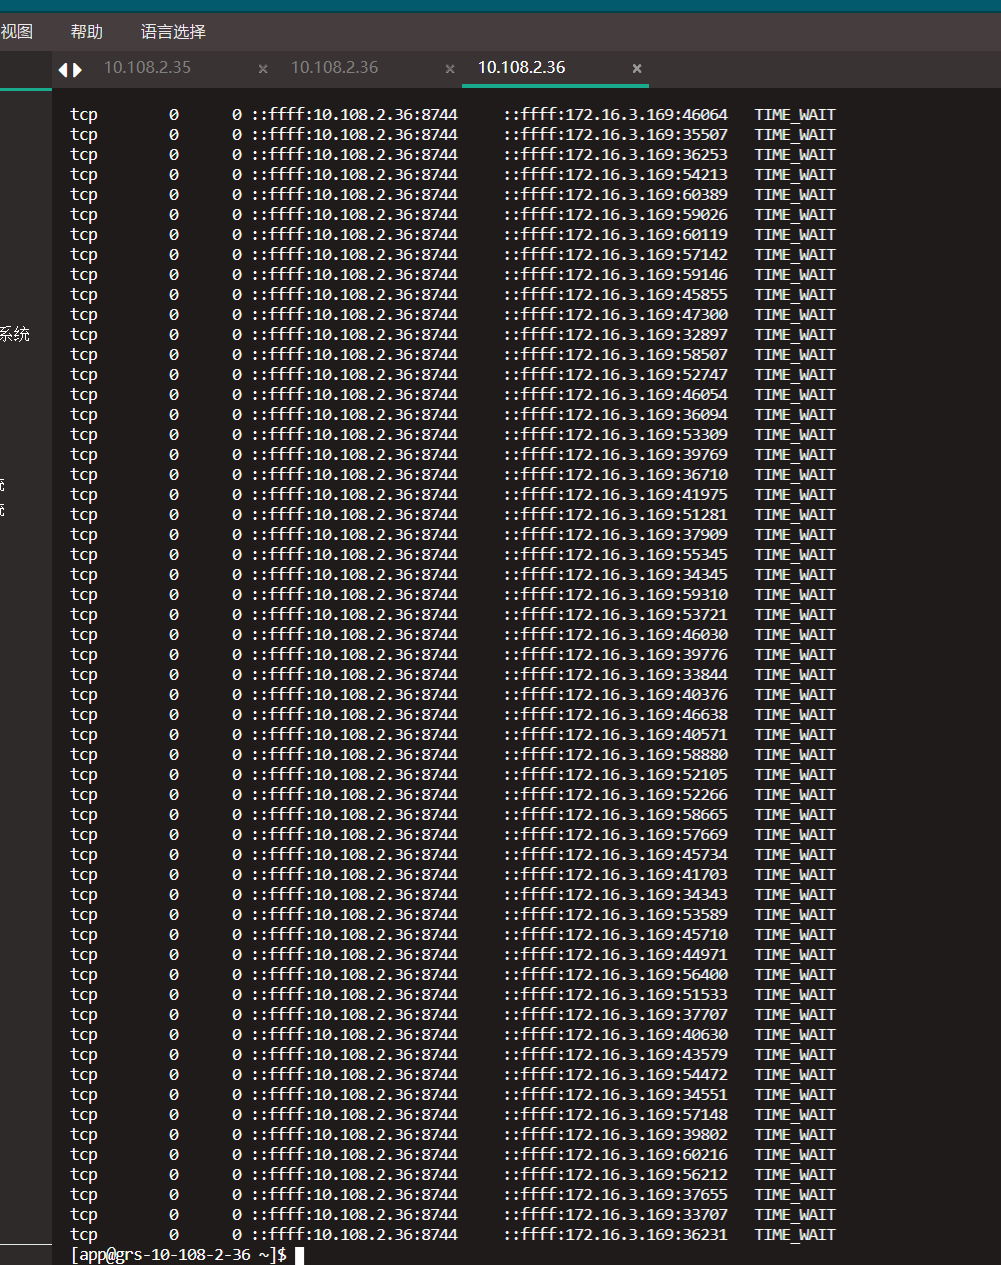 视图 帮助 语言选择
10.108.2.35 × 10.108.2.36 × 10.108.2.36 ×
tcp 0 0 ::ffff:10.108.2.36:8744 ::ffff:172.16.3.169:46064 TIME_WAIT
tcp 0 0 ::ffff:10.108.2.36:8744 ::ffff:172.16.3.169:35507 TIME_WAIT
tcp 0 0 ::ffff:10.108.2.36:8744 ::ffff:172.16.3.169:36253 TIME_WAIT
tcp 0 0 ::ffff:10.108.2.36:8744 ::ffff:172.16.3.169:54213 TIME_WAIT
tcp 0 0 ::ffff:10.108.2.36:8744 ::ffff:172.16.3.169:60389 TIME_WAIT
tcp 0 0 ::ffff:10.108.2.36:8744 ::ffff:172.16.3.169:59026 TIME_WAIT
tcp 0 0 ::ffff:10.108.2.36:8744 ::ffff:172.16.3.169:60119 TIME_WAIT
tcp 0 0 ::ffff:10.108.2.36:8744 ::ffff:172.16.3.169:57142 TIME_WAIT
tcp 0 0 ::ffff:10.108.2.36:8744 ::ffff:172.16.3.169:59146 TIME_WAIT
tcp 0 0 ::ffff:10.108.2.36:8744 ::ffff:172.16.3.169:45855 TIME_WAIT
tcp 0 0 ::ffff:10.108.2.36:8744 ::ffff:172.16.3.169:47300 TIME_WAIT
系统
tcp 0 0 ::ffff:10.108.2.36:8744 ::ffff:172.16.3.169:32897 TIME_WAIT
tcp 0 0 ::ffff:10.108.2.36:8744 ::ffff:172.16.3.169:58507 TIME_WAIT
tcp 0 0 ::ffff:10.108.2.36:8744 ::ffff:172.16.3.169:52747 TIME_WAIT
tcp 0 0 ::ffff:10.108.2.36:8744 ::ffff:172.16.3.169:46054 TIME_WAIT
tcp 0 0 ::ffff:10.108.2.36:8744 ::ffff:172.16.3.169:36094 TIME_WAIT
tcp 0 0 ::ffff:10.108.2.36:8744 ::ffff:172.16.3.169:53309 TIME_WAIT
tcp 0 0 ::ffff:10.108.2.36:8744 ::ffff:172.16.3.169:39769 TIME_WAIT
tcp 0 0 ::ffff:10.108.2.36:8744 ::ffff:172.16.3.169:36710 TIME_WAIT
tcp 0 0 ::ffff:10.108.2.36:8744 ::ffff:172.16.3.169:41975 TIME_WAIT
tcp 0 0 ::ffff:10.108.2.36:8744 ::ffff:172.16.3.169:51281 TIME_WAIT
tcp 0 0 ::ffff:10.108.2.36:8744 ::ffff:172.16.3.169:37909 TIME_WAIT
tcp 0 0 ::ffff:10.108.2.36:8744 ::ffff:172.16.3.169:55345 TIME_WAIT
tcp 0 0 ::ffff:10.108.2.36:8744 ::ffff:172.16.3.169:34345 TIME_WAIT
tcp 0 0 ::ffff:10.108.2.36:8744 ::ffff:172.16.3.169:59310 TIME_WAIT
tcp 0 0 ::ffff:10.108.2.36:8744 ::ffff:172.16.3.169:53721 TIME_WAIT
tcp 0 0 ::ffff:10.108.2.36:8744 ::ffff:172.16.3.169:46030 TIME_WAIT
tcp 0 0 ::ffff:10.108.2.36:8744 ::ffff:172.16.3.169:39776 TIME_WAIT
tcp 0 0 ::ffff:10.108.2.36:8744 ::ffff:172.16.3.169:33844 TIME_WAIT
tcp 0 0 ::ffff:10.108.2.36:8744 ::ffff:172.16.3.169:40376 TIME_WAIT
tcp 0 0 ::ffff:10.108.2.36:8744 ::ffff:172.16.3.169:46638 TIME_WAIT
tcp 0 0 ::ffff:10.108.2.36:8744 ::ffff:172.16.3.169:40571 TIME_WAIT
tcp 0 0 ::ffff:10.108.2.36:8744 ::ffff:172.16.3.169:58880 TIME_WAIT
tcp 0 0 ::ffff:10.108.2.36:8744 ::ffff:172.16.3.169:52105 TIME_WAIT
tcp 0 0 ::ffff:10.108.2.36:8744 ::ffff:172.16.3.169:52266 TIME_WAIT
tcp 0 0 ::ffff:10.108.2.36:8744 ::ffff:172.16.3.169:58665 TIME_WAIT
tcp 0 0 ::ffff:10.108.2.36:8744 ::ffff:172.16.3.169:57669 TIME_WAIT
tcp 0 0 ::ffff:10.108.2.36:8744 ::ffff:172.16.3.169:45734 TIME_WAIT
tcp 0 0 ::ffff:10.108.2.36:8744 ::ffff:172.16.3.169:41703 TIME_WAIT
tcp 0 0 ::ffff:10.108.2.36:8744 ::ffff:172.16.3.169:34343 TIME_WAIT
tcp 0 0 ::ffff:10.108.2.36:8744 ::ffff:172.16.3.169:53589 TIME_WAIT
tcp 0 0 ::ffff:10.108.2.36:8744 ::ffff:172.16.3.169:45710 TIME_WAIT
tcp 0 0 ::ffff:10.108.2.36:8744 ::ffff:172.16.3.169:44971 TIME_WAIT
tcp 0 0 ::ffff:10.108.2.36:8744 ::ffff:172.16.3.169:56400 TIME_WAIT
tcp 0 0 ::ffff:10.108.2.36:8744 ::ffff:172.16.3.169:51533 TIME_WAIT
tcp 0 0 ::ffff:10.108.2.36:8744 ::ffff:172.16.3.169:37707 TIME_WAIT
tcp 0 0 ::ffff:10.108.2.36:8744 ::ffff:172.16.3.169:40630 TIME_WAIT
tcp 0 0 ::ffff:10.108.2.36:8744 ::ffff:172.16.3.169:43579 TIME_WAIT
tcp 0 0 ::ffff:10.108.2.36:8744 ::ffff:172.16.3.169:54472 TIME_WAIT
tcp 0 0 ::ffff:10.108.2.36:8744 ::ffff:172.16.3.169:34551 TIME_WAIT
tcp 0 0 ::ffff:10.108.2.36:8744 ::ffff:172.16.3.169:57148 TIME_WAIT
tcp 0 0 ::ffff:10.108.2.36:8744 ::ffff:172.16.3.169:39802 TIME_WAIT
tcp 0 0 ::ffff:10.108.2.36:8744 ::ffff:172.16.3.169:60216 TIME_WAIT
tcp 0 0 ::ffff:10.108.2.36:8744 ::ffff:172.16.3.169:56212 TIME_WAIT
tcp 0 0 ::ffff:10.108.2.36:8744 ::ffff:172.16.3.169:37655 TIME_WAIT
tcp 0 0 ::ffff:10.108.2.36:8744 ::ffff:172.16.3.169:33707 TIME_WAIT
tcp 0 0 ::ffff:10.108.2.36:8744 ::ffff:172.16.3.169:36231 TIME_WAIT
[app@grs-10-108-2-36 ~]$